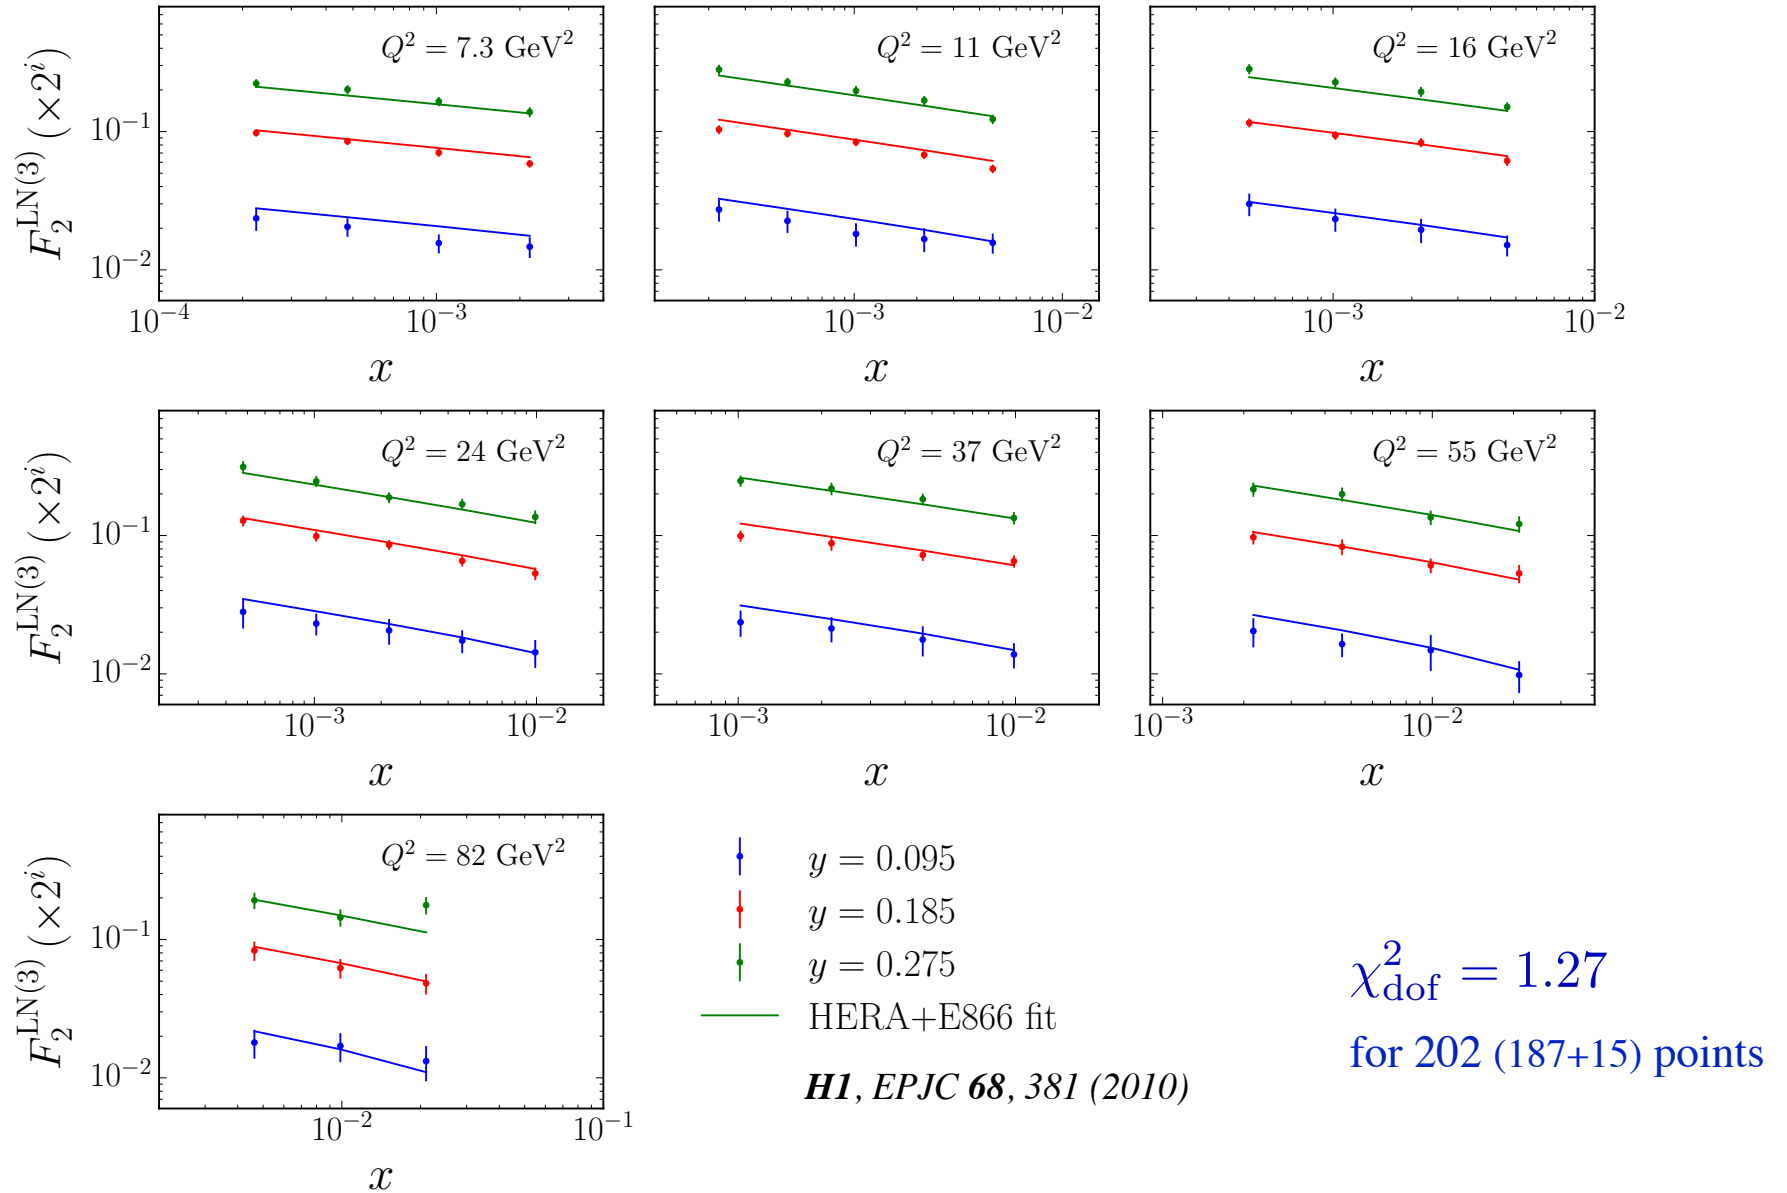 F₂^LN(3) (×2^i)
Q² = 7.3 GeV²
Q² = 11 GeV²
Q² = 16 GeV²
10⁻¹
10⁻²
10⁻⁴ 10⁻³
10⁻³ 10⁻²
10⁻³ 10⁻²
x x x
F₂^LN(3) (×2^i)
Q² = 24 GeV²
Q² = 37 GeV²
Q² = 55 GeV²
10⁻¹
10⁻²
10⁻³ 10⁻²
10⁻³ 10⁻²
10⁻³ 10⁻²
x x x
F₂^LN(3) (×2^i)
Q² = 82 GeV²
10⁻¹
10⁻²
10⁻² 10⁻¹
x
y = 0.095
y = 0.185
y = 0.275
HERA+E866 fit
H1, EPJC 68, 381 (2010)
χ²_dof = 1.27
for 202 (187+15) points